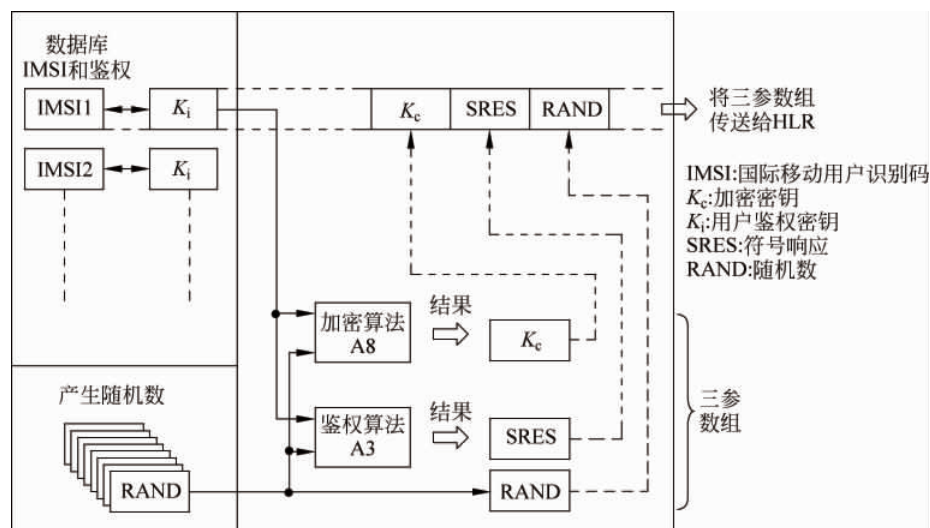 数据库
IMSI和鉴权
IMSI1
Ki
Kc
SRES
RAND
将三参数组
传送给HLR
IMSI2
Ki
IMSI:国际移动用户识别码
Kc:加密密钥
Ki:用户鉴权密钥
SRES:符号响应
RAND:随机数
加密算法
A8
结果
Kc
产生随机数
RAND
鉴权算法
A3
结果
SRES
RAND
三参
数组